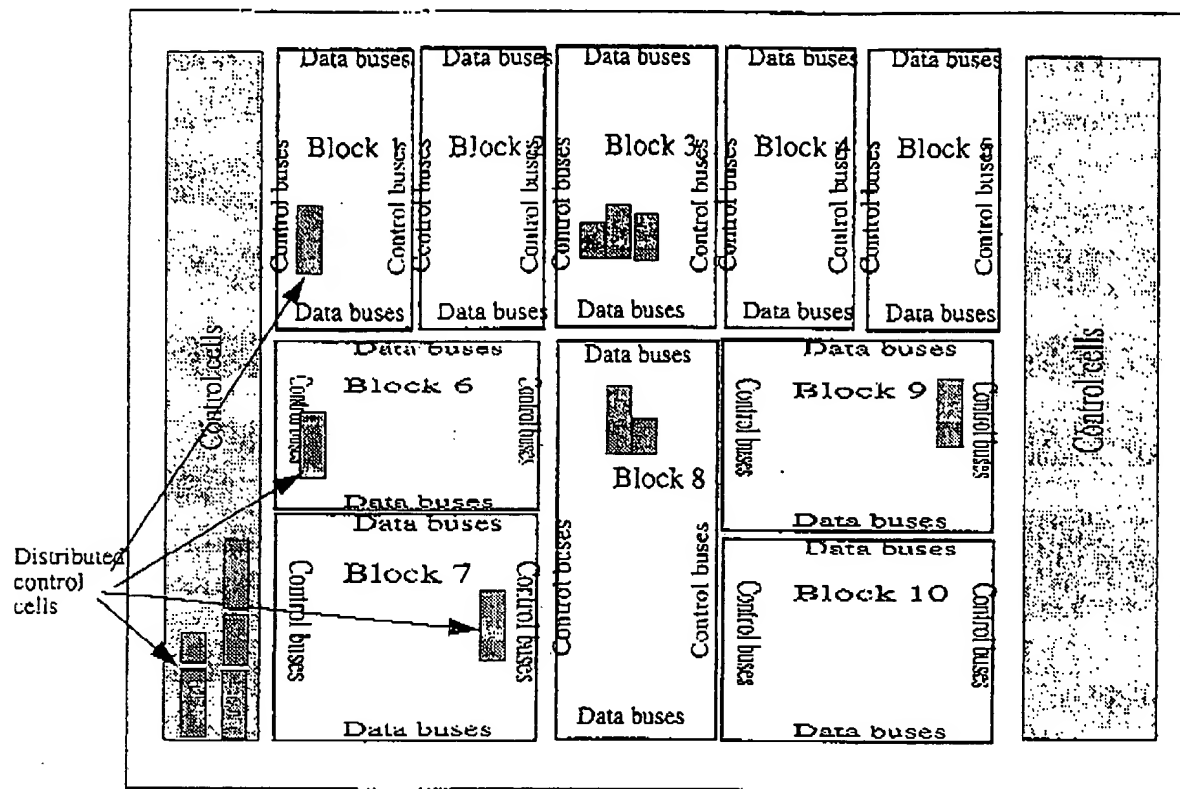 Data buses
Data buses
Data buses
Data buses
Data buses
Block 1
Block 2
Block 3
Block 4
Block
Control buses
Control buses
Control buses
Control buses
Control buses
Control buses
Control buses
Control buses
Control buses
Control buses
Data buses
Data buses
Data buses
Data buses
Data buses
Control cells
Control cells
Data buses
Block 6
Control buses
Control buses
Data buses
Data buses
Block 8
Control buses
Control buses
Data buses
Data buses
Block 9
Control buses
Control buses
Data buses
Distributed
control
cells
Data buses
Block 7
Control buses
Control buses
Data buses
Data buses
Block 10
Control buses
Control buses
Data buses